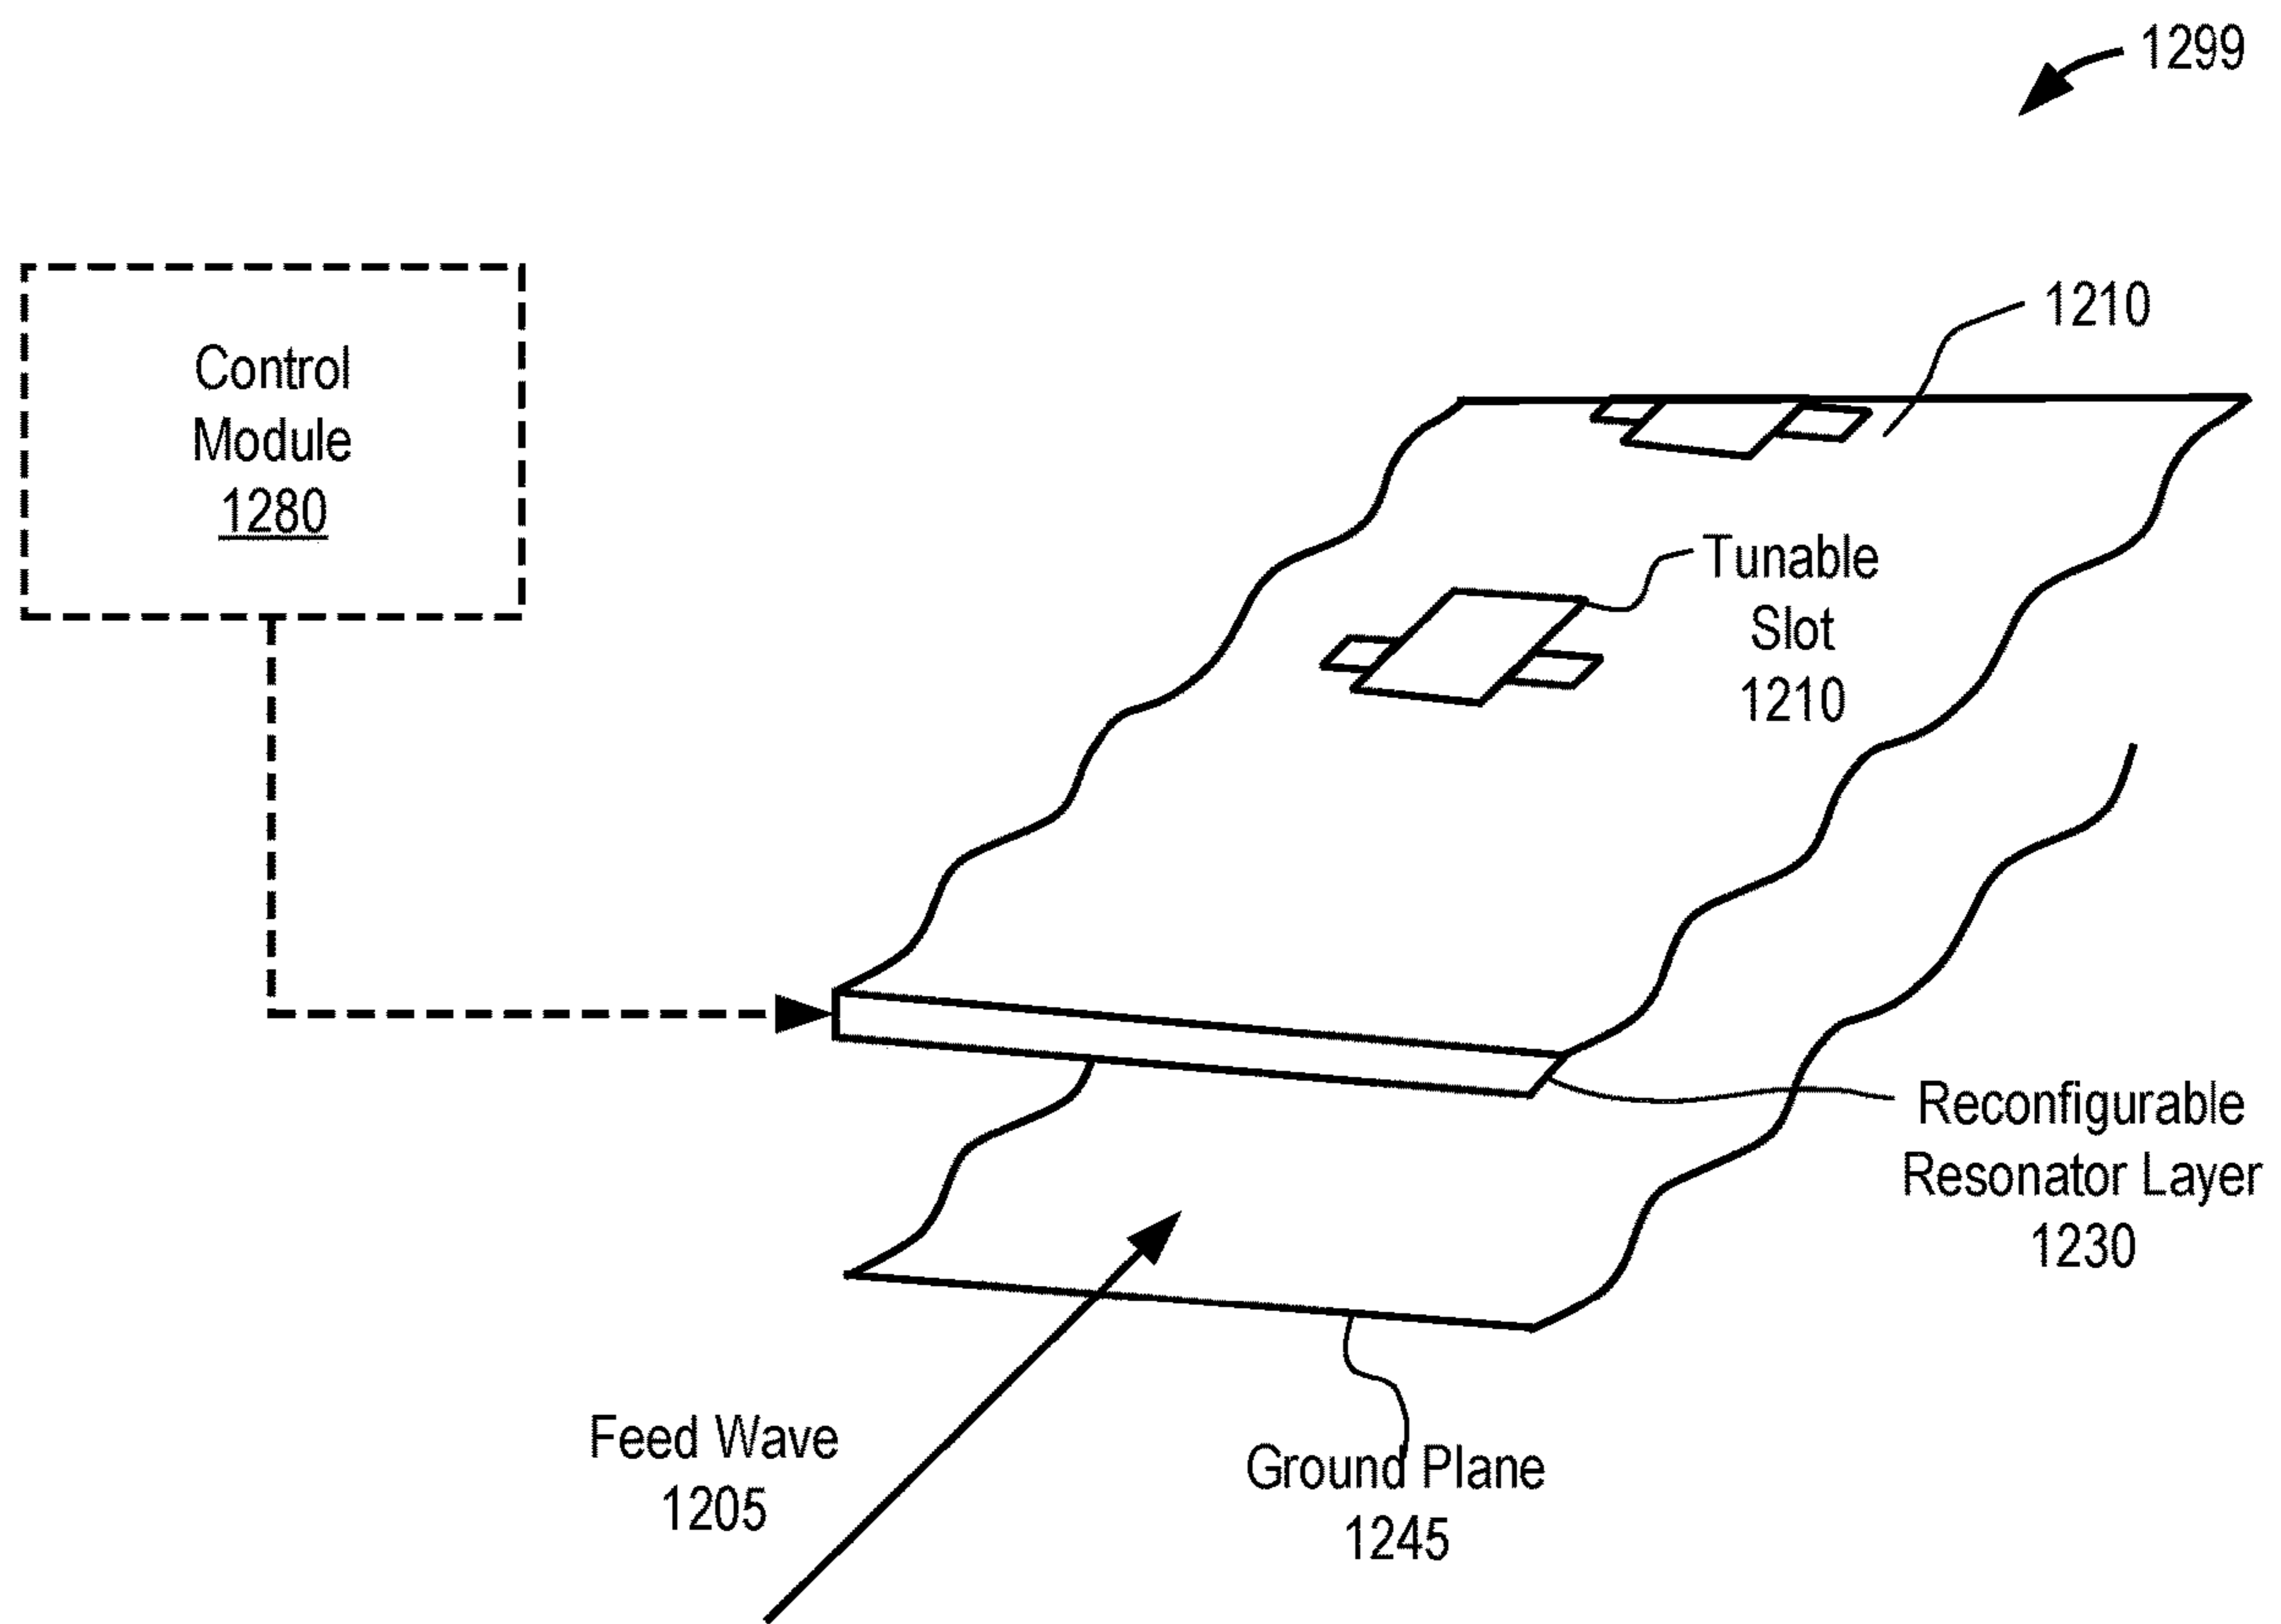 1299
Control
Module
1280
1210
Tunable
Slot
1210
Reconfigurable
Resonator Layer
1230
Feed Wave
1205
Ground Plane
1245